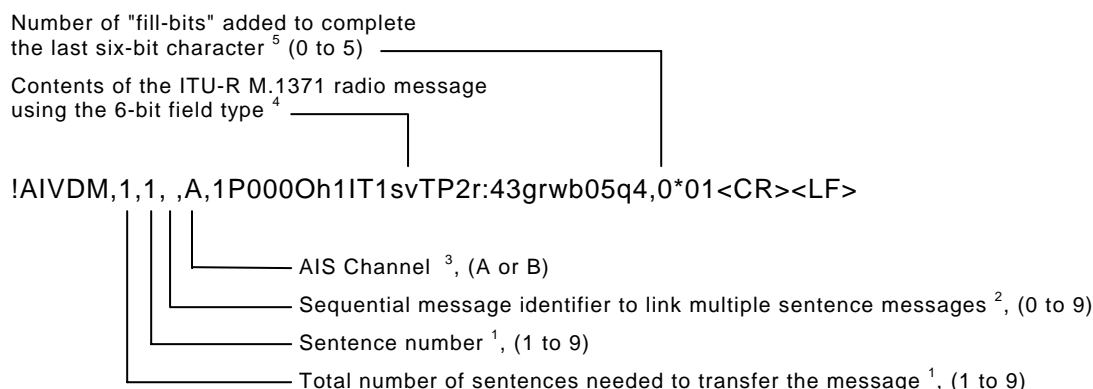 Number of "fill-bits" added to complete
the last six-bit character ⁵ (0 to 5)
Contents of the ITU-R M.1371 radio message
using the 6-bit field type ⁴
!AIVDM,1,1, ,A,1P000Oh1IT1svTP2r:43grwb05q4,0*01<CR><LF>
AIS Channel ³, (A or B)
Sequential message identifier to link multiple sentence messages ², (0 to 9)
Sentence number ¹, (1 to 9)
Total number of sentences needed to transfer the message ¹, (1 to 9)